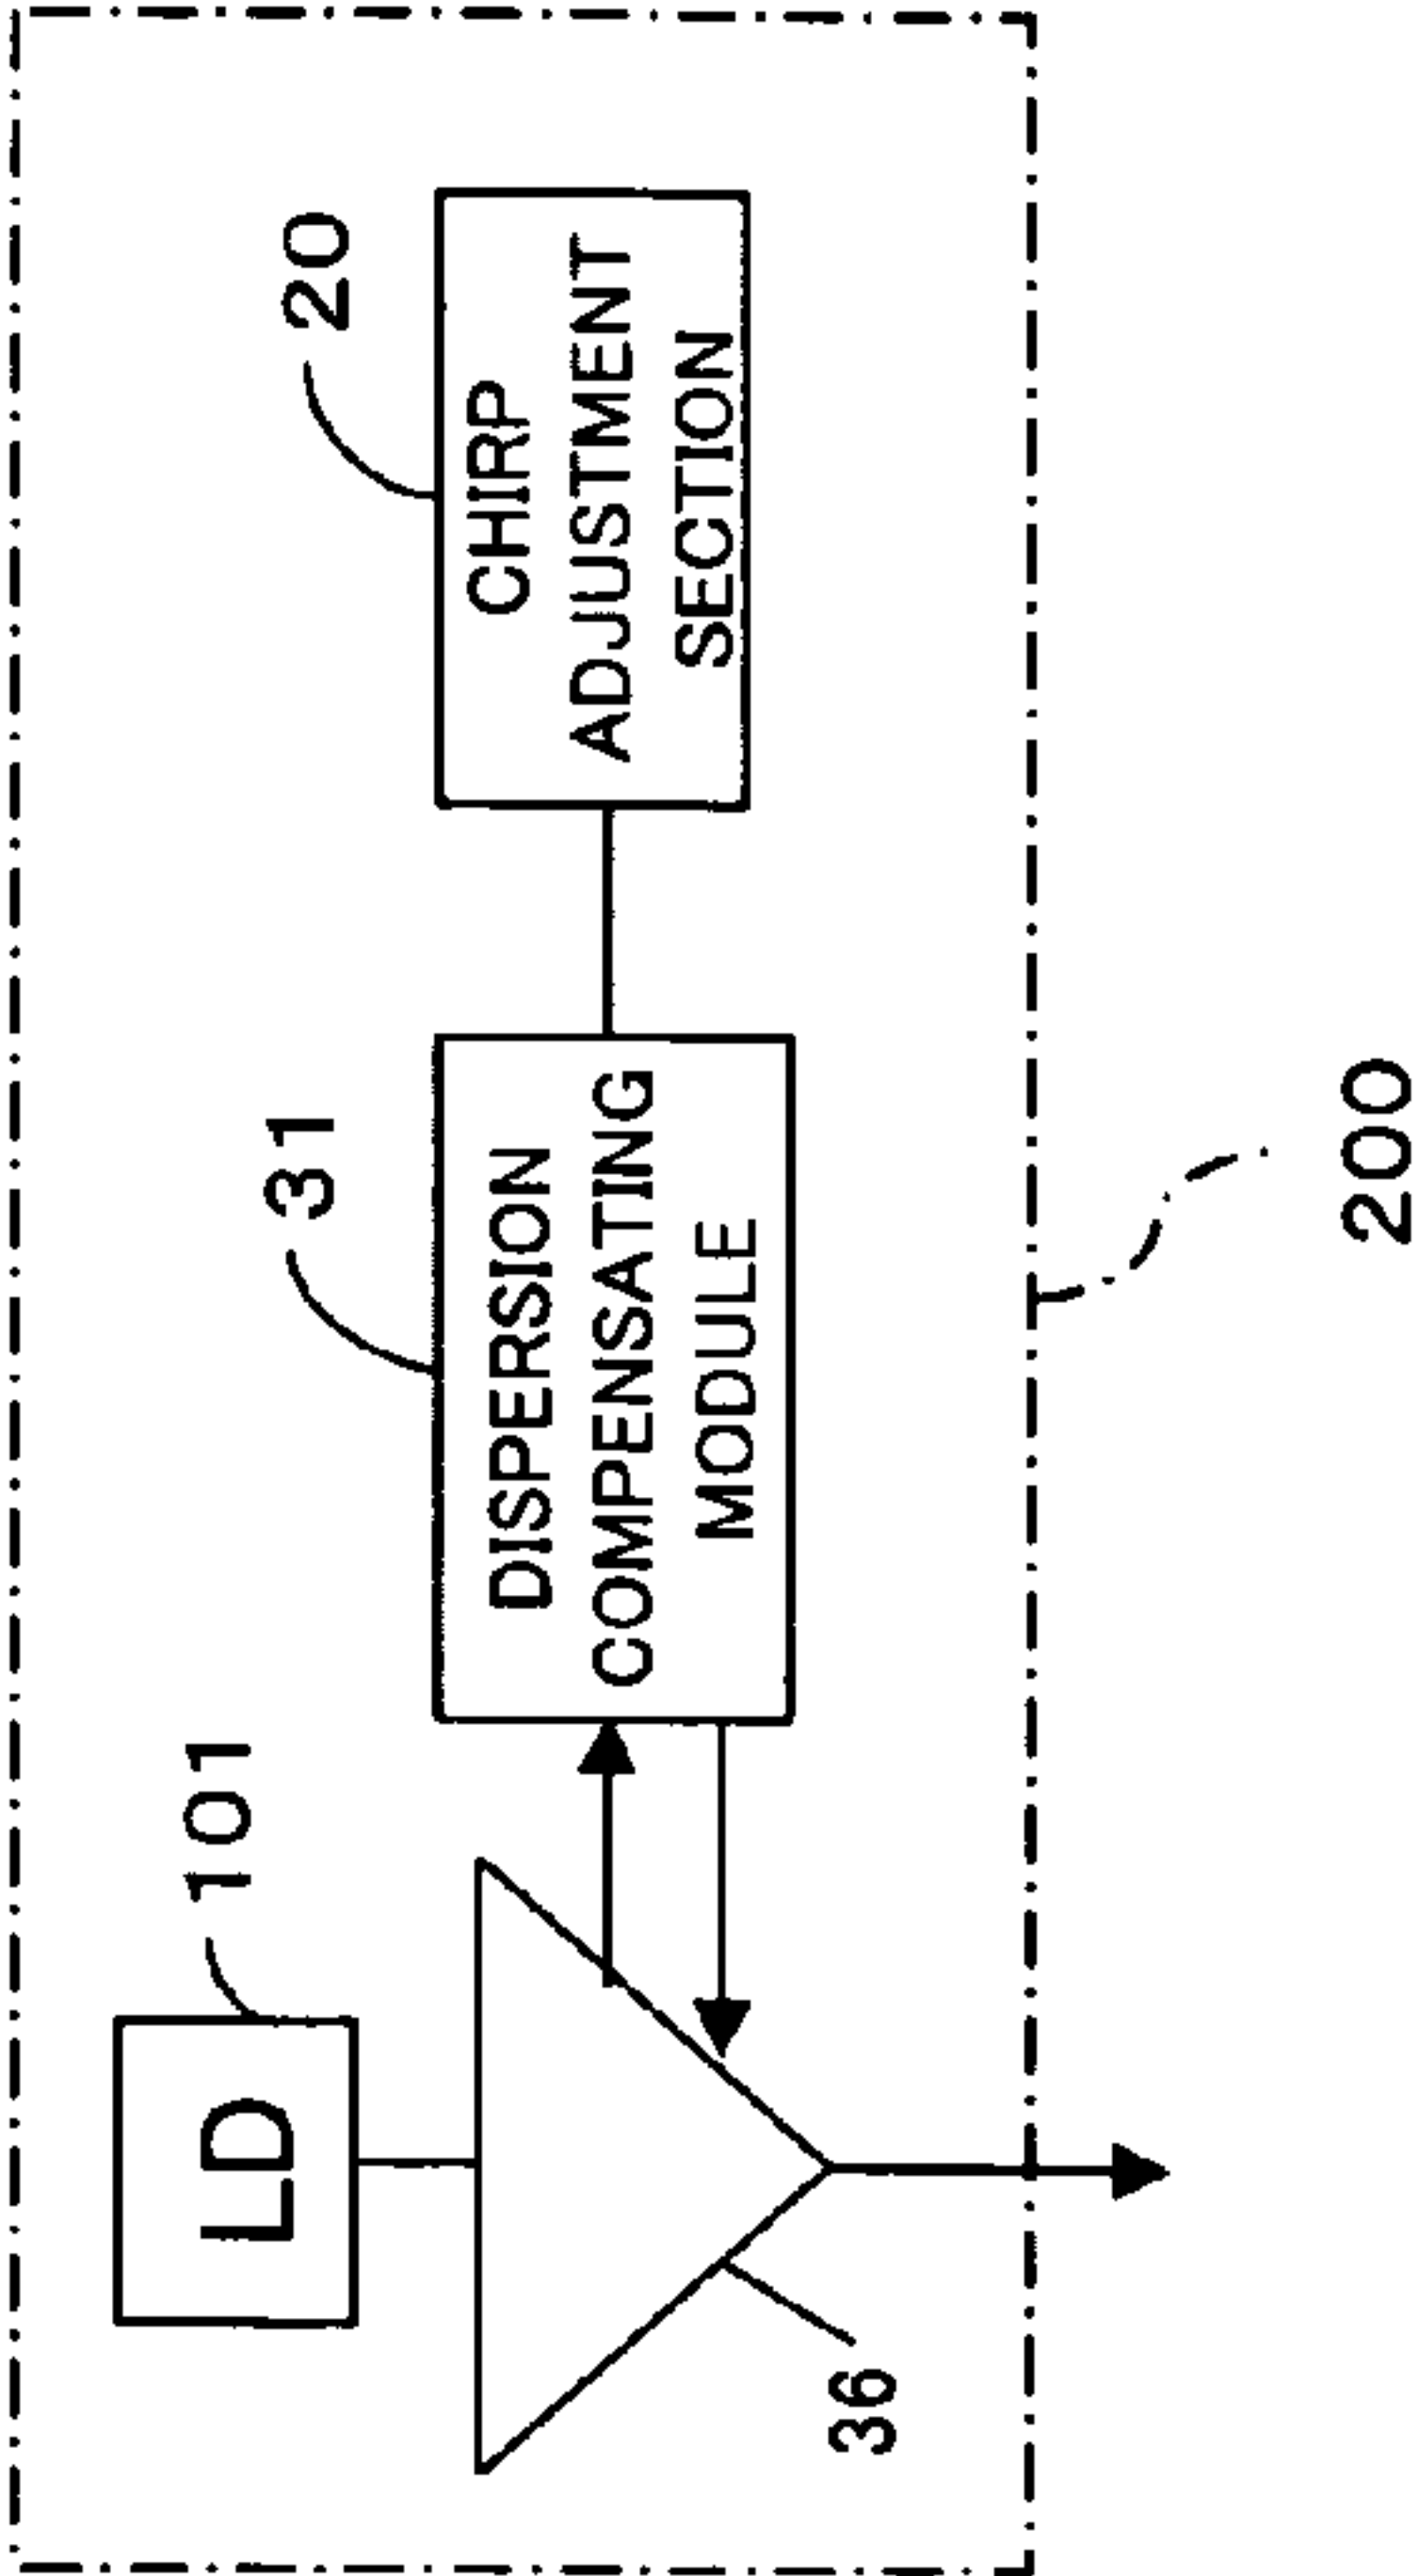 101
LD
36
31
DISPERSION
COMPENSATING
MODULE
20
CHIRP
ADJUSTMENT
SECTION
200